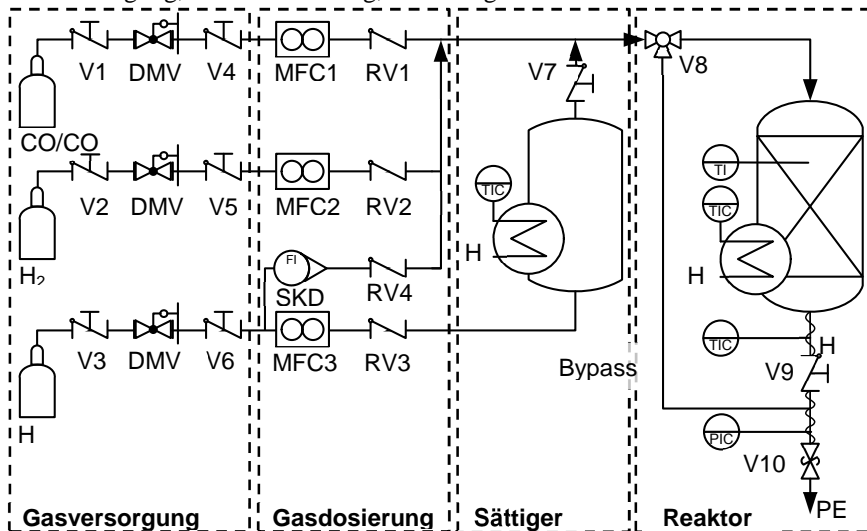 V1 DMV V4 MFC1 RV1 V7 V8
CO/CO
TI
TIC
TIC
V2 DMV V5 MFC2 RV2
H₂
H
H
FI
SKD RV4
V3 DMV V6 MFC3 RV3
H
Bypass
TIC
H
V9
PIC
V10
PE
Gasversorgung Gasdosierung Sättiger Reaktor